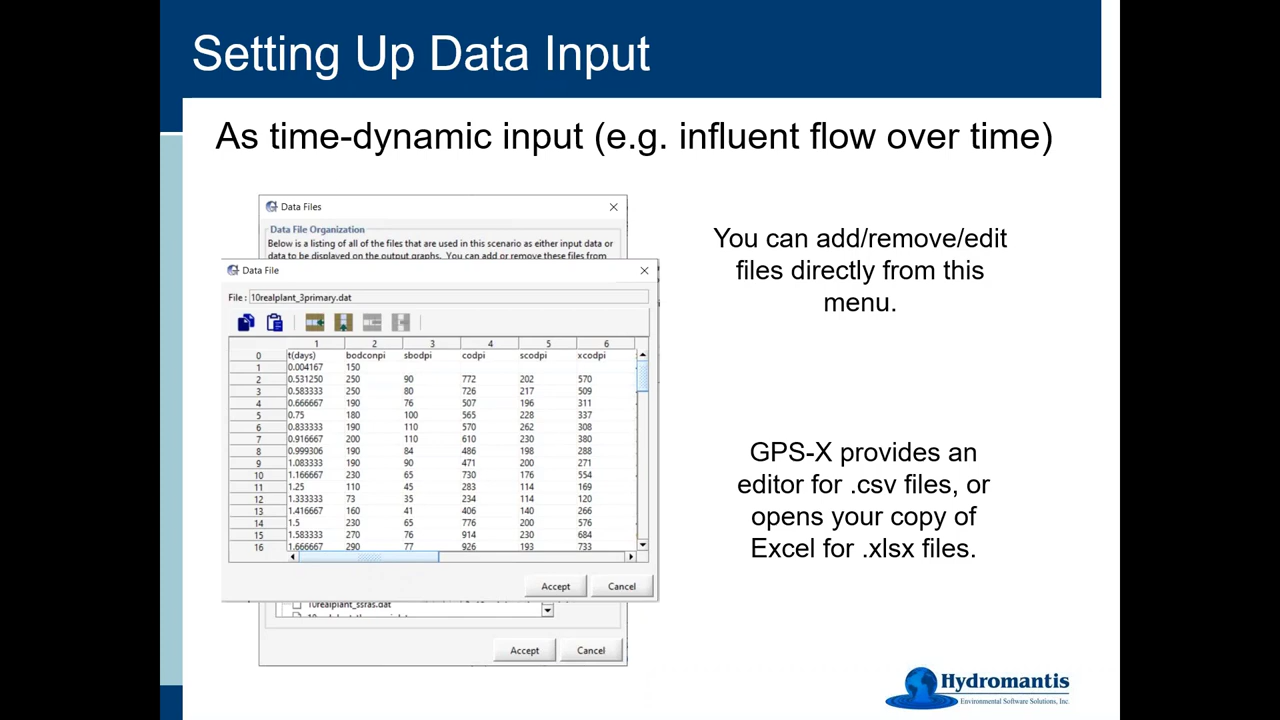 Setting Up Data Input
As time-dynamic input (e.g. influent flow over time)
Data Files
Data File Organization
Below is a listing of all of the files that are used in this scenario as either input data or
data to be displayed on the output graphs. You can add or remove these files from
Data File
File : 10realplant_3primary.dat
1 2 3 4 5 6
0 t(days) bodconpi sbodpi codpi scodpi xcodpi
1 0.004167 150
2 0.531250 250 90 772 202 570
3 0.583333 250 80 726 217 509
4 0.666667 190 76 507 196 311
5 0.75 180 100 565 228 337
6 0.833333 190 110 570 262 308
7 0.916667 200 110 610 230 380
8 0.999306 190 84 486 198 288
9 1.083333 190 90 471 200 271
10 1.166667 230 65 730 176 554
11 1.25 110 45 283 114 169
12 1.333333 73 35 234 114 120
13 1.416667 160 41 406 140 266
14 1.5 230 65 776 200 576
15 1.583333 270 76 914 230 684
16 1.666667 290 77 926 193 733
Accept Cancel
10realplant_ssfas.dat
Accept Cancel
You can add/remove/edit
files directly from this
menu.
GPS-X provides an
editor for .csv files, or
opens your copy of
Excel for .xlsx files.
Hydromantis
Environmental Software Solutions, Inc.